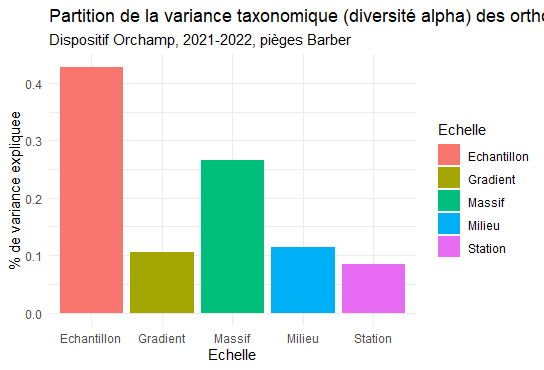 Partition de la variance taxonomique (diversité alpha) des ortho
Dispositif Orchamp, 2021-2022, pièges Barber
% de variance expliquee
0.4
0.3
0.2
0.1
0.0
Echantillon
Gradient
Massif
Milieu
Station
Echelle
Echelle
Echantillon
Gradient
Massif
Milieu
Station